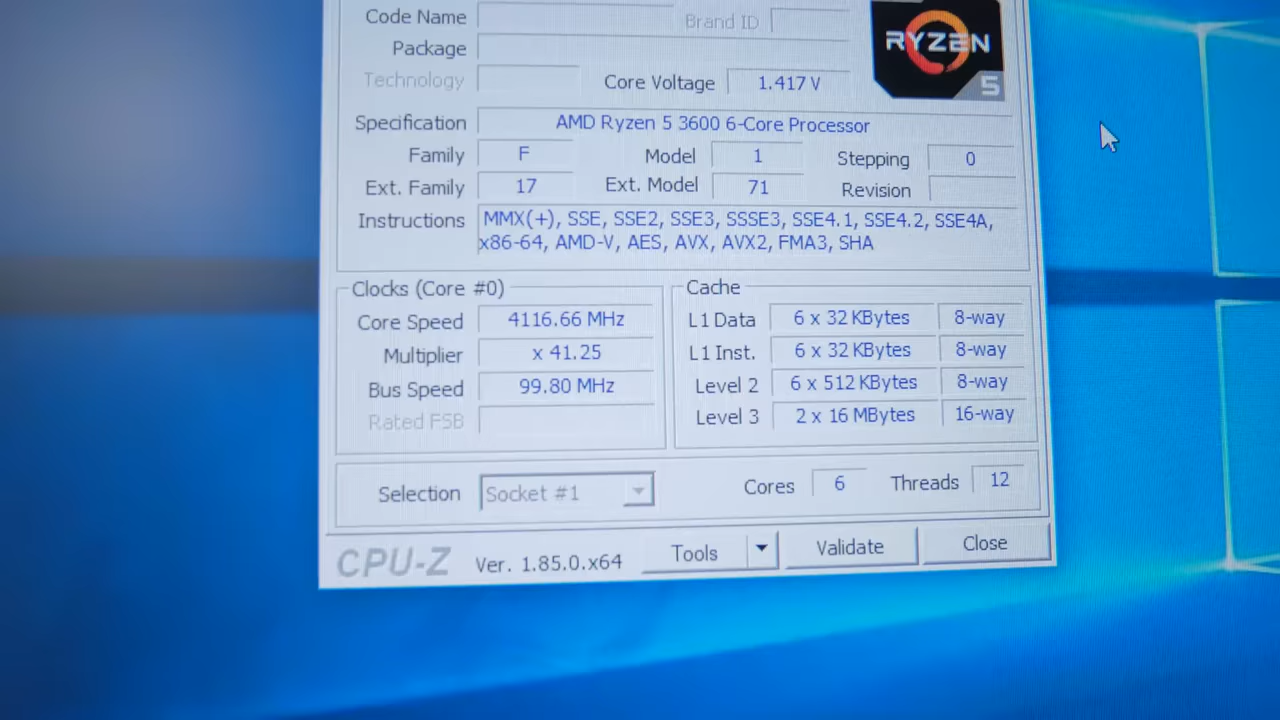 Code Name Brand ID
Package
Technology Core Voltage 1.417 V
RYZEN
5
Specification AMD Ryzen 5 3600 6-Core Processor
Family F Model 1 Stepping 0
Ext. Family 17 Ext. Model 71 Revision
Instructions MMX(+), SSE, SSE2, SSE3, SSSE3, SSE4.1, SSE4.2, SSE4A,
x86-64, AMD-V, AES, AVX, AVX2, FMA3, SHA
Clocks (Core #0)
Core Speed 4116.66 MHz
Multiplier x 41.25
Bus Speed 99.80 MHz
Rated FSB
Cache
L1 Data 6 x 32 KBytes 8-way
L1 Inst. 6 x 32 KBytes 8-way
Level 2 6 x 512 KBytes 8-way
Level 3 2 x 16 MBytes 16-way
Selection Socket #1 Cores 6 Threads 12
CPU-Z Ver. 1.85.0.x64 Tools Validate Close